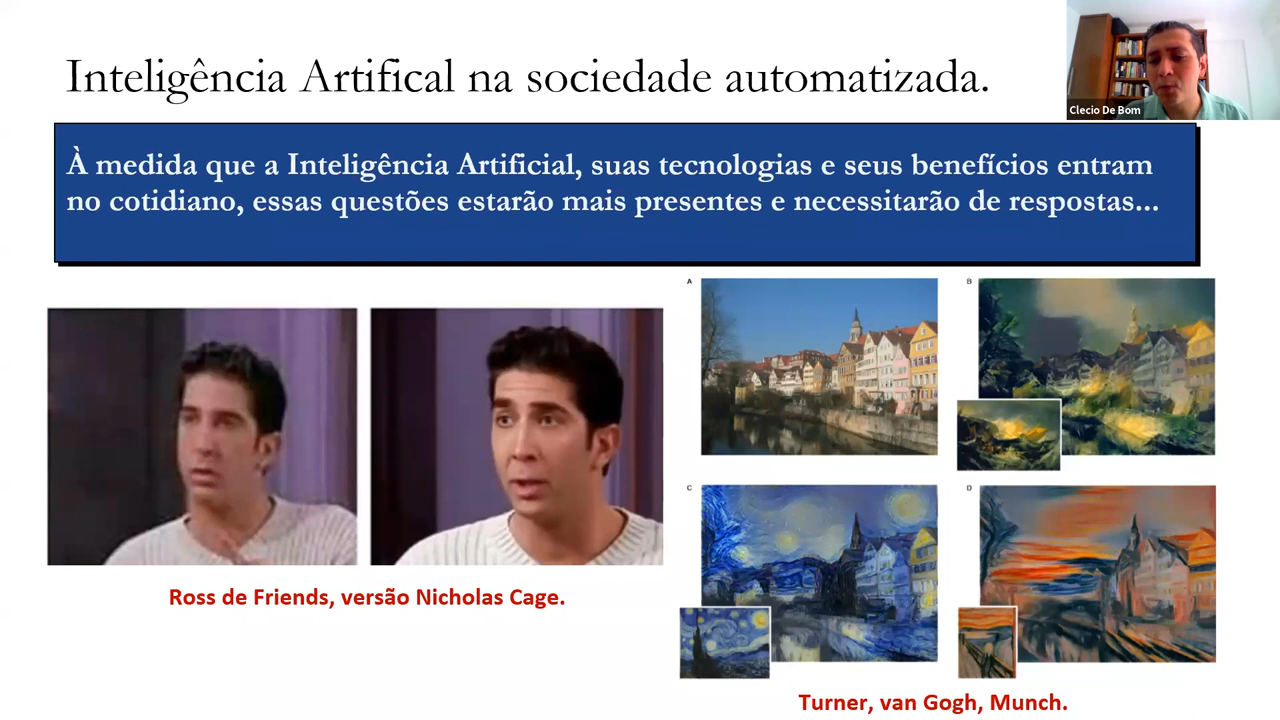 Inteligência Artifical na sociedade automatizada.
Clecio De Bom
À medida que a Inteligência Artificial, suas tecnologias e seus benefícios entram
no cotidiano, essas questões estarão mais presentes e necessitarão de respostas...
A
B
C
D
Ross de Friends, versão Nicholas Cage.
Turner, van Gogh, Munch.